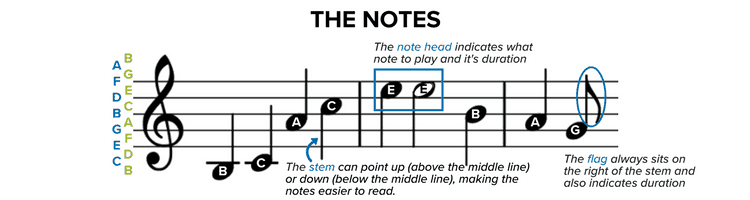 THE NOTES
The note head indicates what
note to play and it's duration
B
A
G
F
E
D
C
B
A
G
F
E
D
C
B
B
C
A
C
E
E
B
A
G
The stem can point up (above the middle line)
or down (below the middle line), making the
notes easier to read.
The flag always sits on
the right of the stem and
also indicates duration